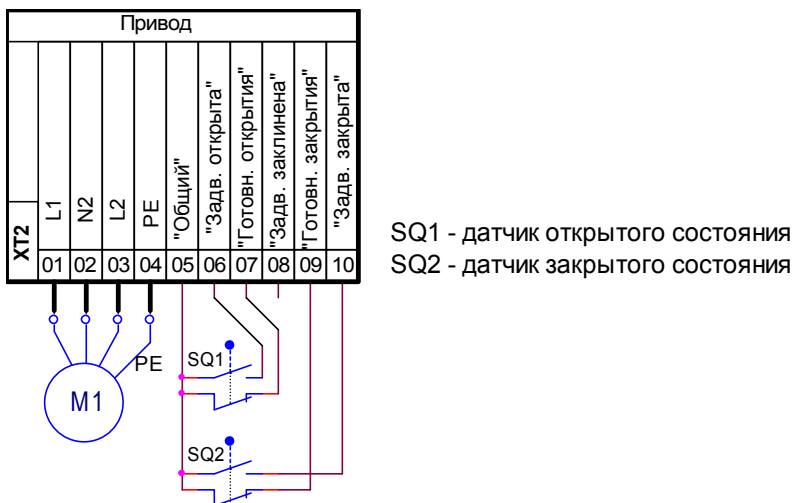 Привод
XT2
L1
N2
L2
PE
"Общий"
"Задв. открыта"
"Готовн. открытия"
"Задв. заклинена"
"Готовн. закрытия"
"Задв. закрыта"
01 02 03 04 05 06 07 08 09 10
SQ1 - датчик открытого состояния
SQ2 - датчик закрытого состояния
PE
SQ1
M1
SQ2